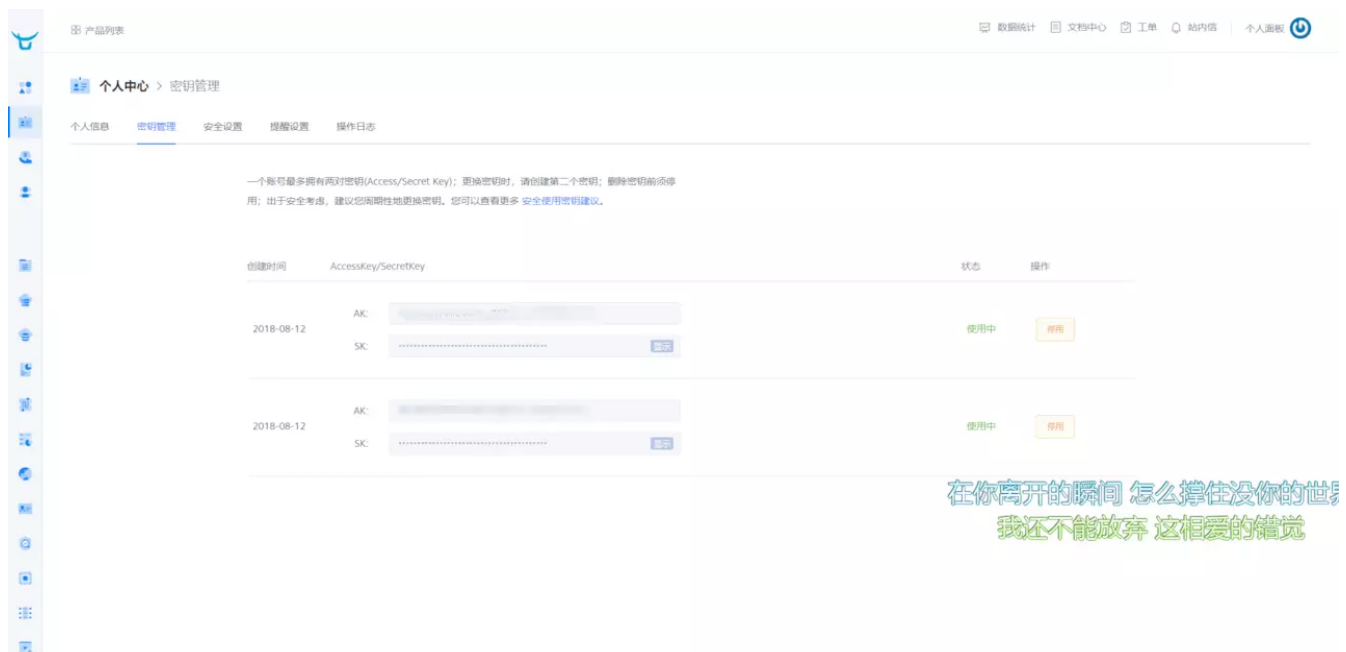 产品列表
数据统计 文档中心 工单 站内信 个人面板
个人中心 > 密钥管理
个人信息 密钥管理 安全设置 提醒设置 操作日志
一个账号最多拥有两对密钥(Access/Secret Key)；更换密钥时，请创建第二个密钥；删除密钥前须停
用；出于安全考虑，建议您周期性地更换密钥。您可以查看更多 安全使用密钥建议。
创建时间 AccessKey/SecretKey 状态 操作
AK:
2018-08-12 使用中 停用
SK: 显示
AK:
2018-08-12 使用中 停用
SK: 显示
在你离开的瞬间 怎么撑住没你的世界
我还不能放弃 这相爱的错觉